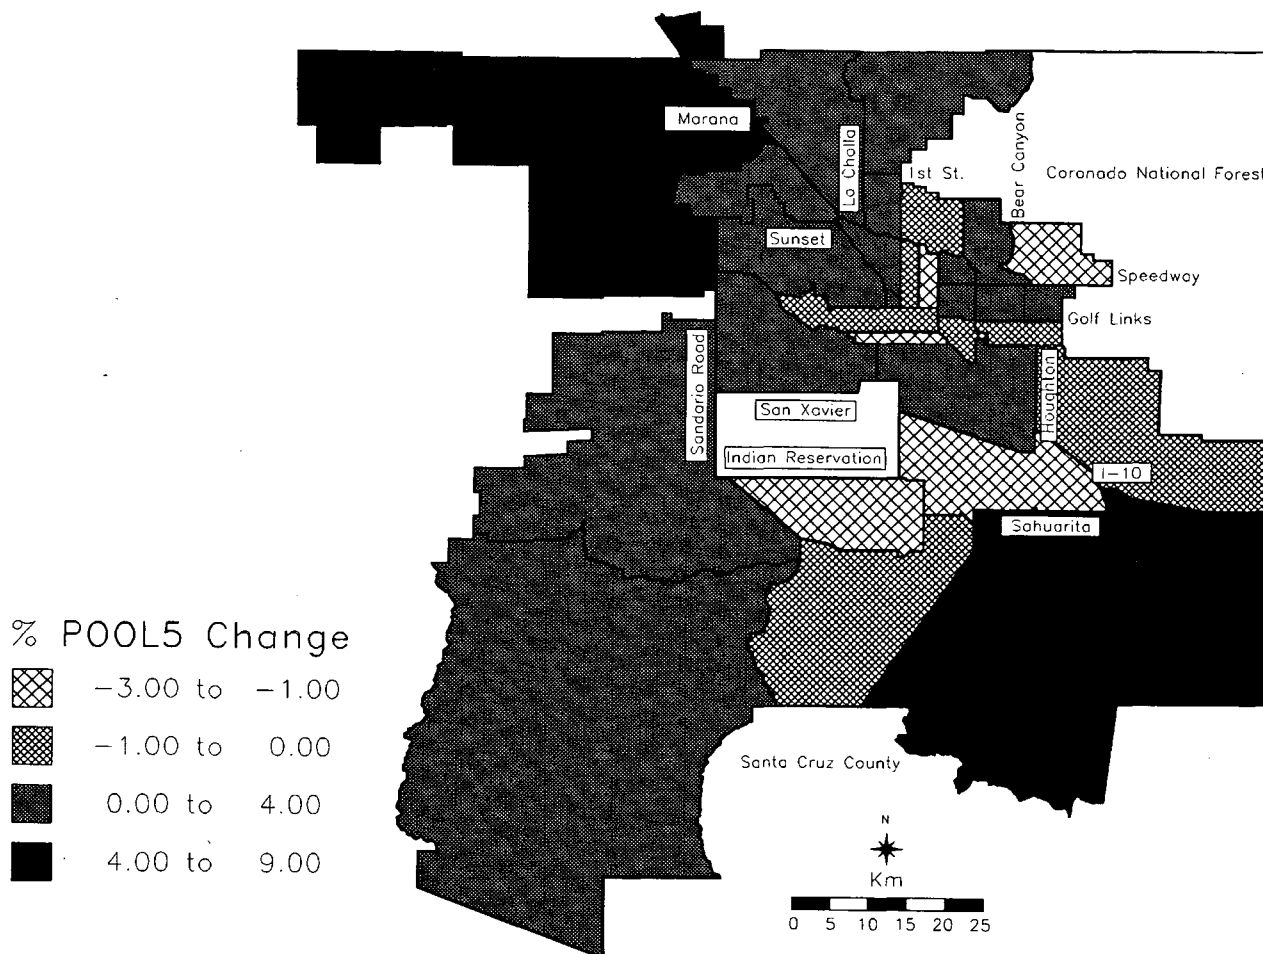 Marana
La Cholla
1st St.
Bear Canyon
Coronado National Forest
Sunset
Speedway
Golf Links
Sandario Road
Houghton
San Xavier
Indian Reservation
I-10
Sahuarita
% POOL5 Change
-3.00 to -1.00
-1.00 to 0.00
0.00 to 4.00
4.00 to 9.00
Santa Cruz County
N
Km
0 5 10 15 20 25